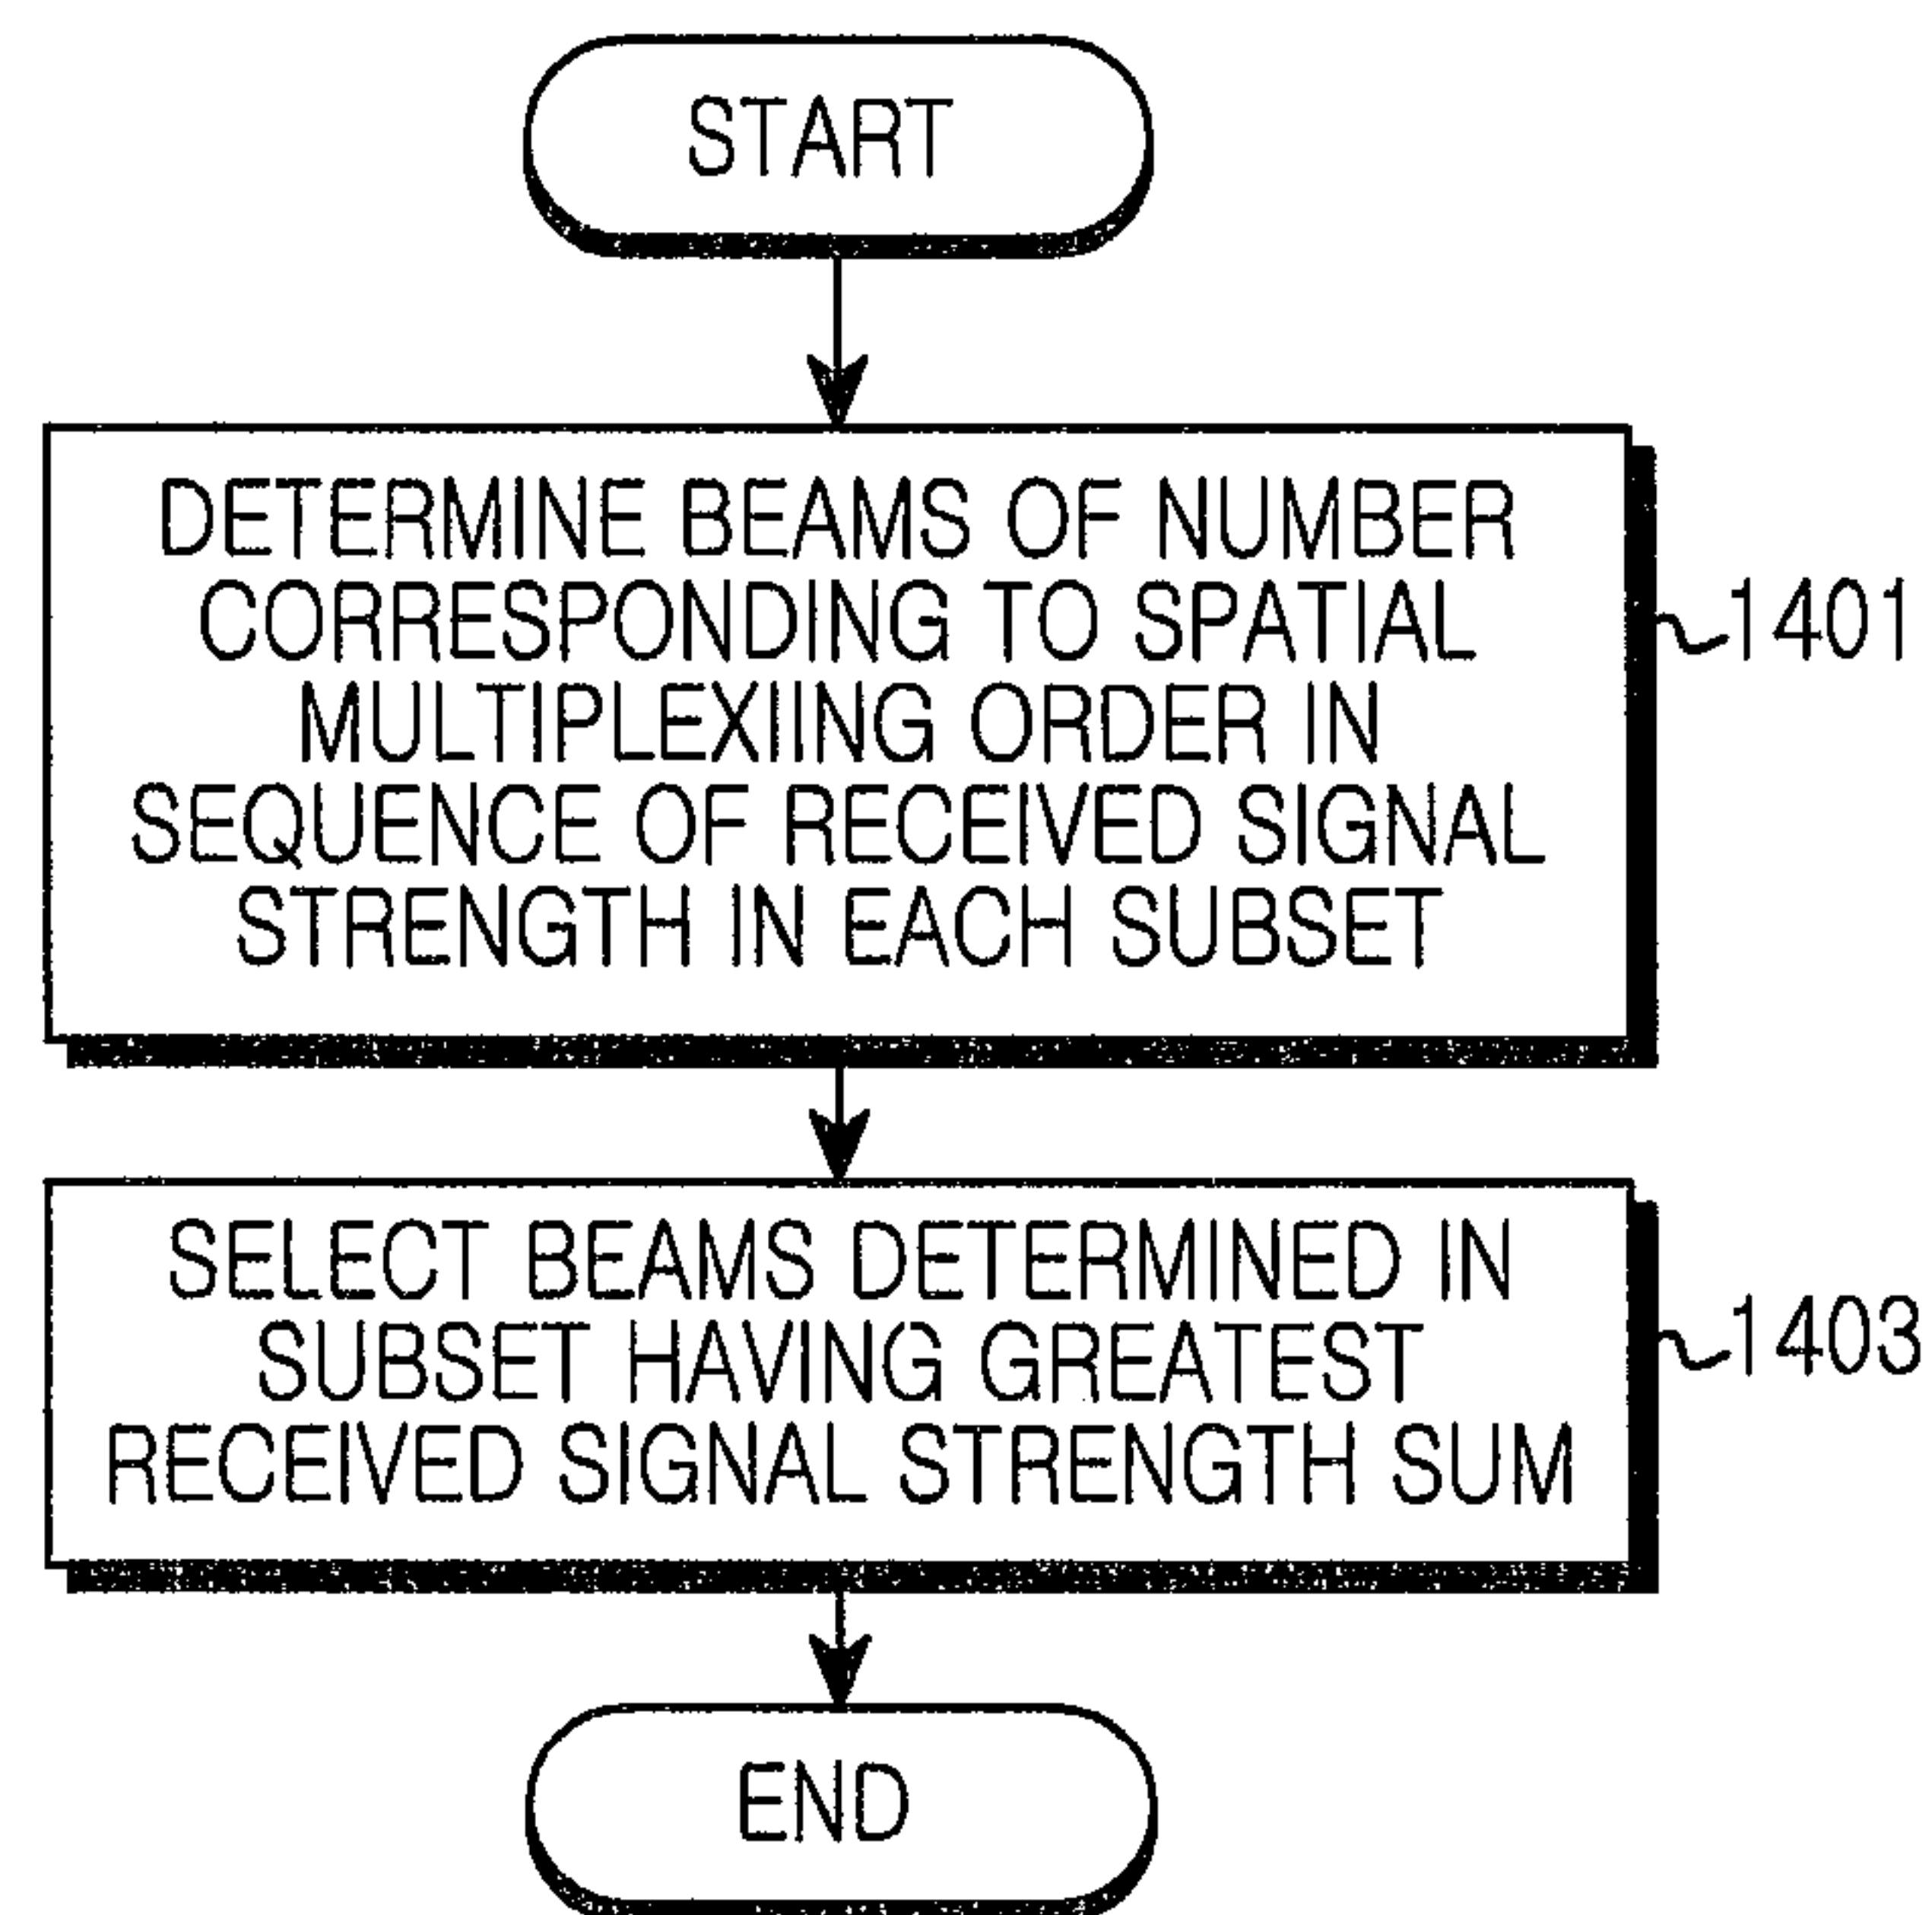 START
DETERMINE BEAMS OF NUMBER
CORRESPONDING TO SPATIAL
MULTIPLEXIING ORDER IN
SEQUENCE OF RECEIVED SIGNAL
STRENGTH IN EACH SUBSET
1401
SELECT BEAMS DETERMINED IN
SUBSET HAVING GREATEST
RECEIVED SIGNAL STRENGTH SUM
1403
END